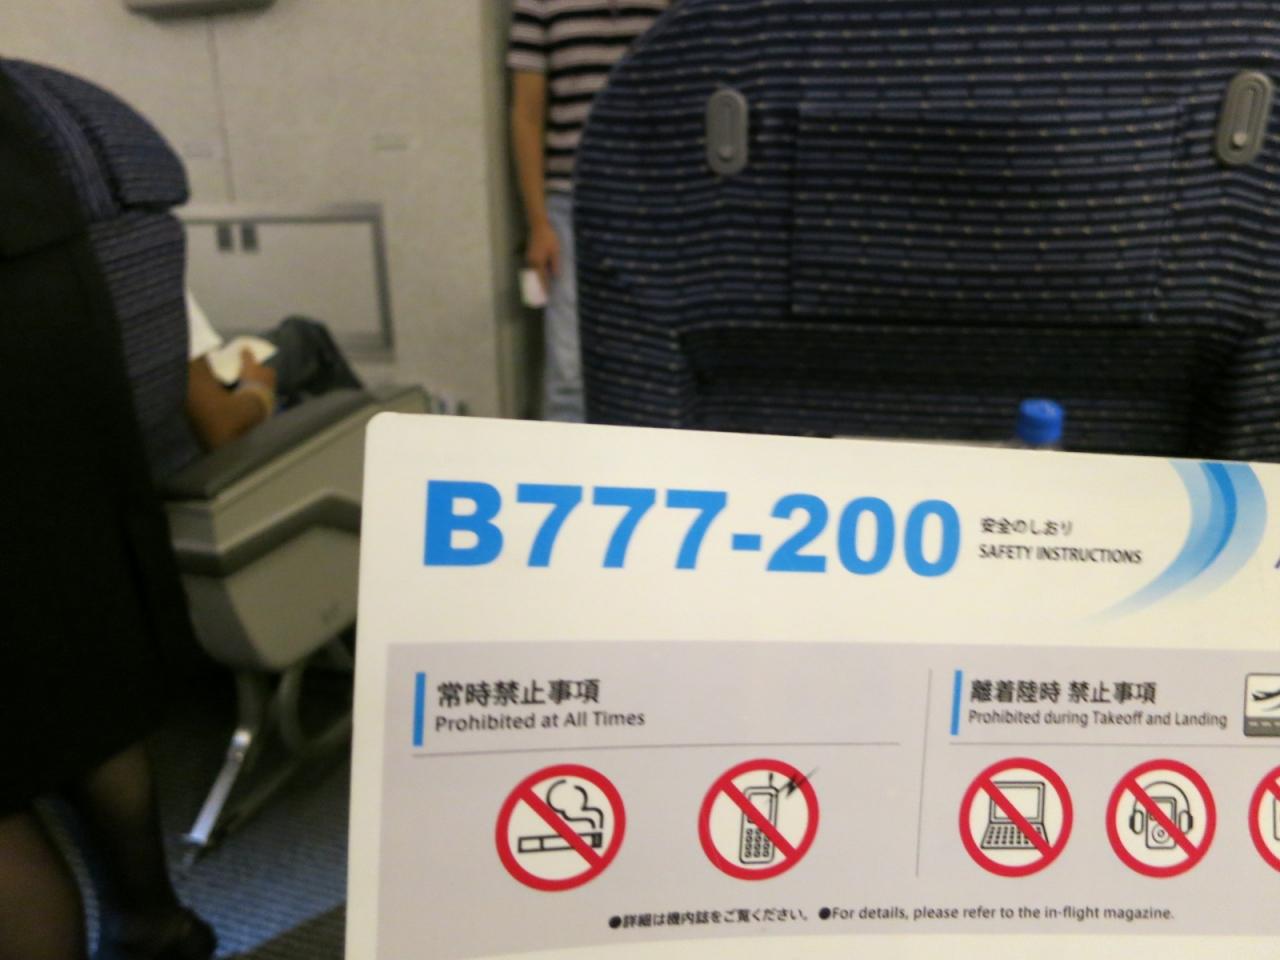 B777-200
安全のしおり
SAFETY INSTRUCTIONS
常時禁止事項
Prohibited at All Times
離着陸時 禁止事項
Prohibited during Takeoff and Landing
●詳細は機内誌をご覧ください。 ●For details, please refer to the in-flight magazine.